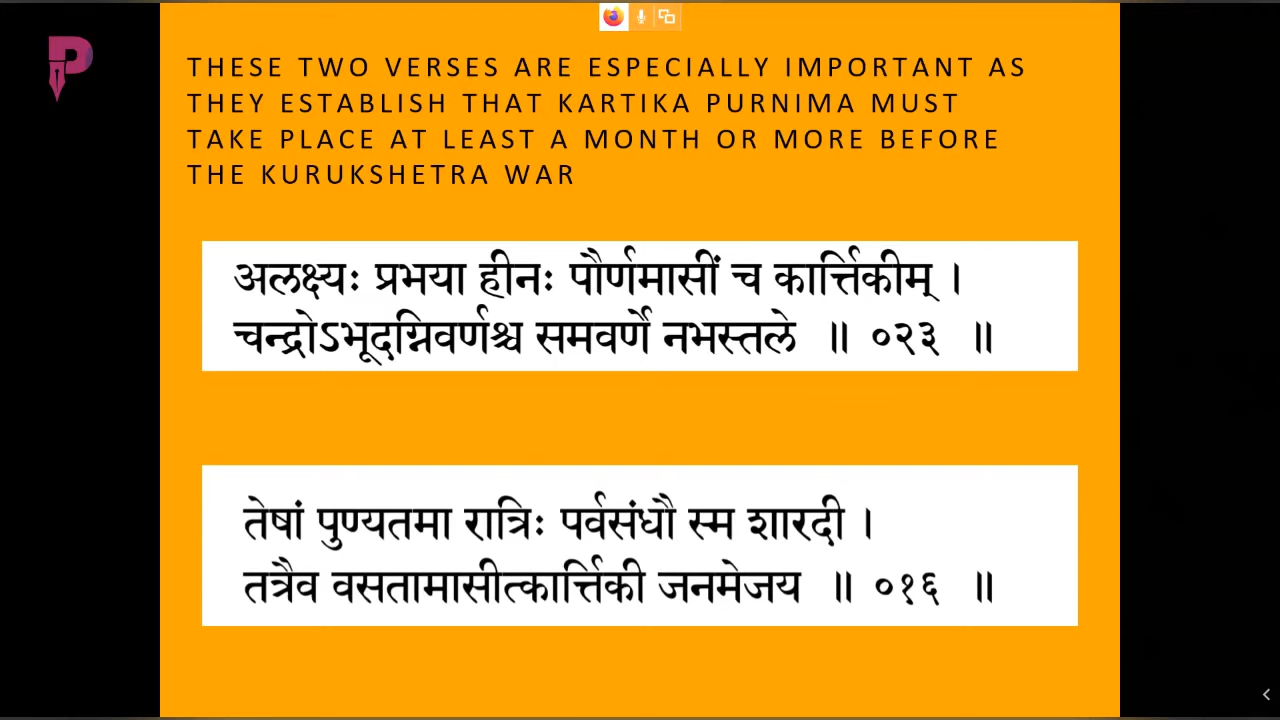 THESE TWO VERSES ARE ESPECIALLY IMPORTANT AS
THEY ESTABLISH THAT KARTIKA PURNIMA MUST
TAKE PLACE AT LEAST A MONTH OR MORE BEFORE
THE KURUKSHETRA WAR
अलक्ष्यः प्रभया हीनः पौर्णमासीं च कार्त्तिकीम् ।
चन्द्रोऽभूदग्निवर्णश्च समवर्णे नभस्तले ॥ ०२३ ॥
तेषां पुण्यतमा रात्रिः पर्वसंधौ स्म शारदी ।
तत्रैव वसतामासीत्कार्त्तिकी जनमेजय ॥ ०१६ ॥